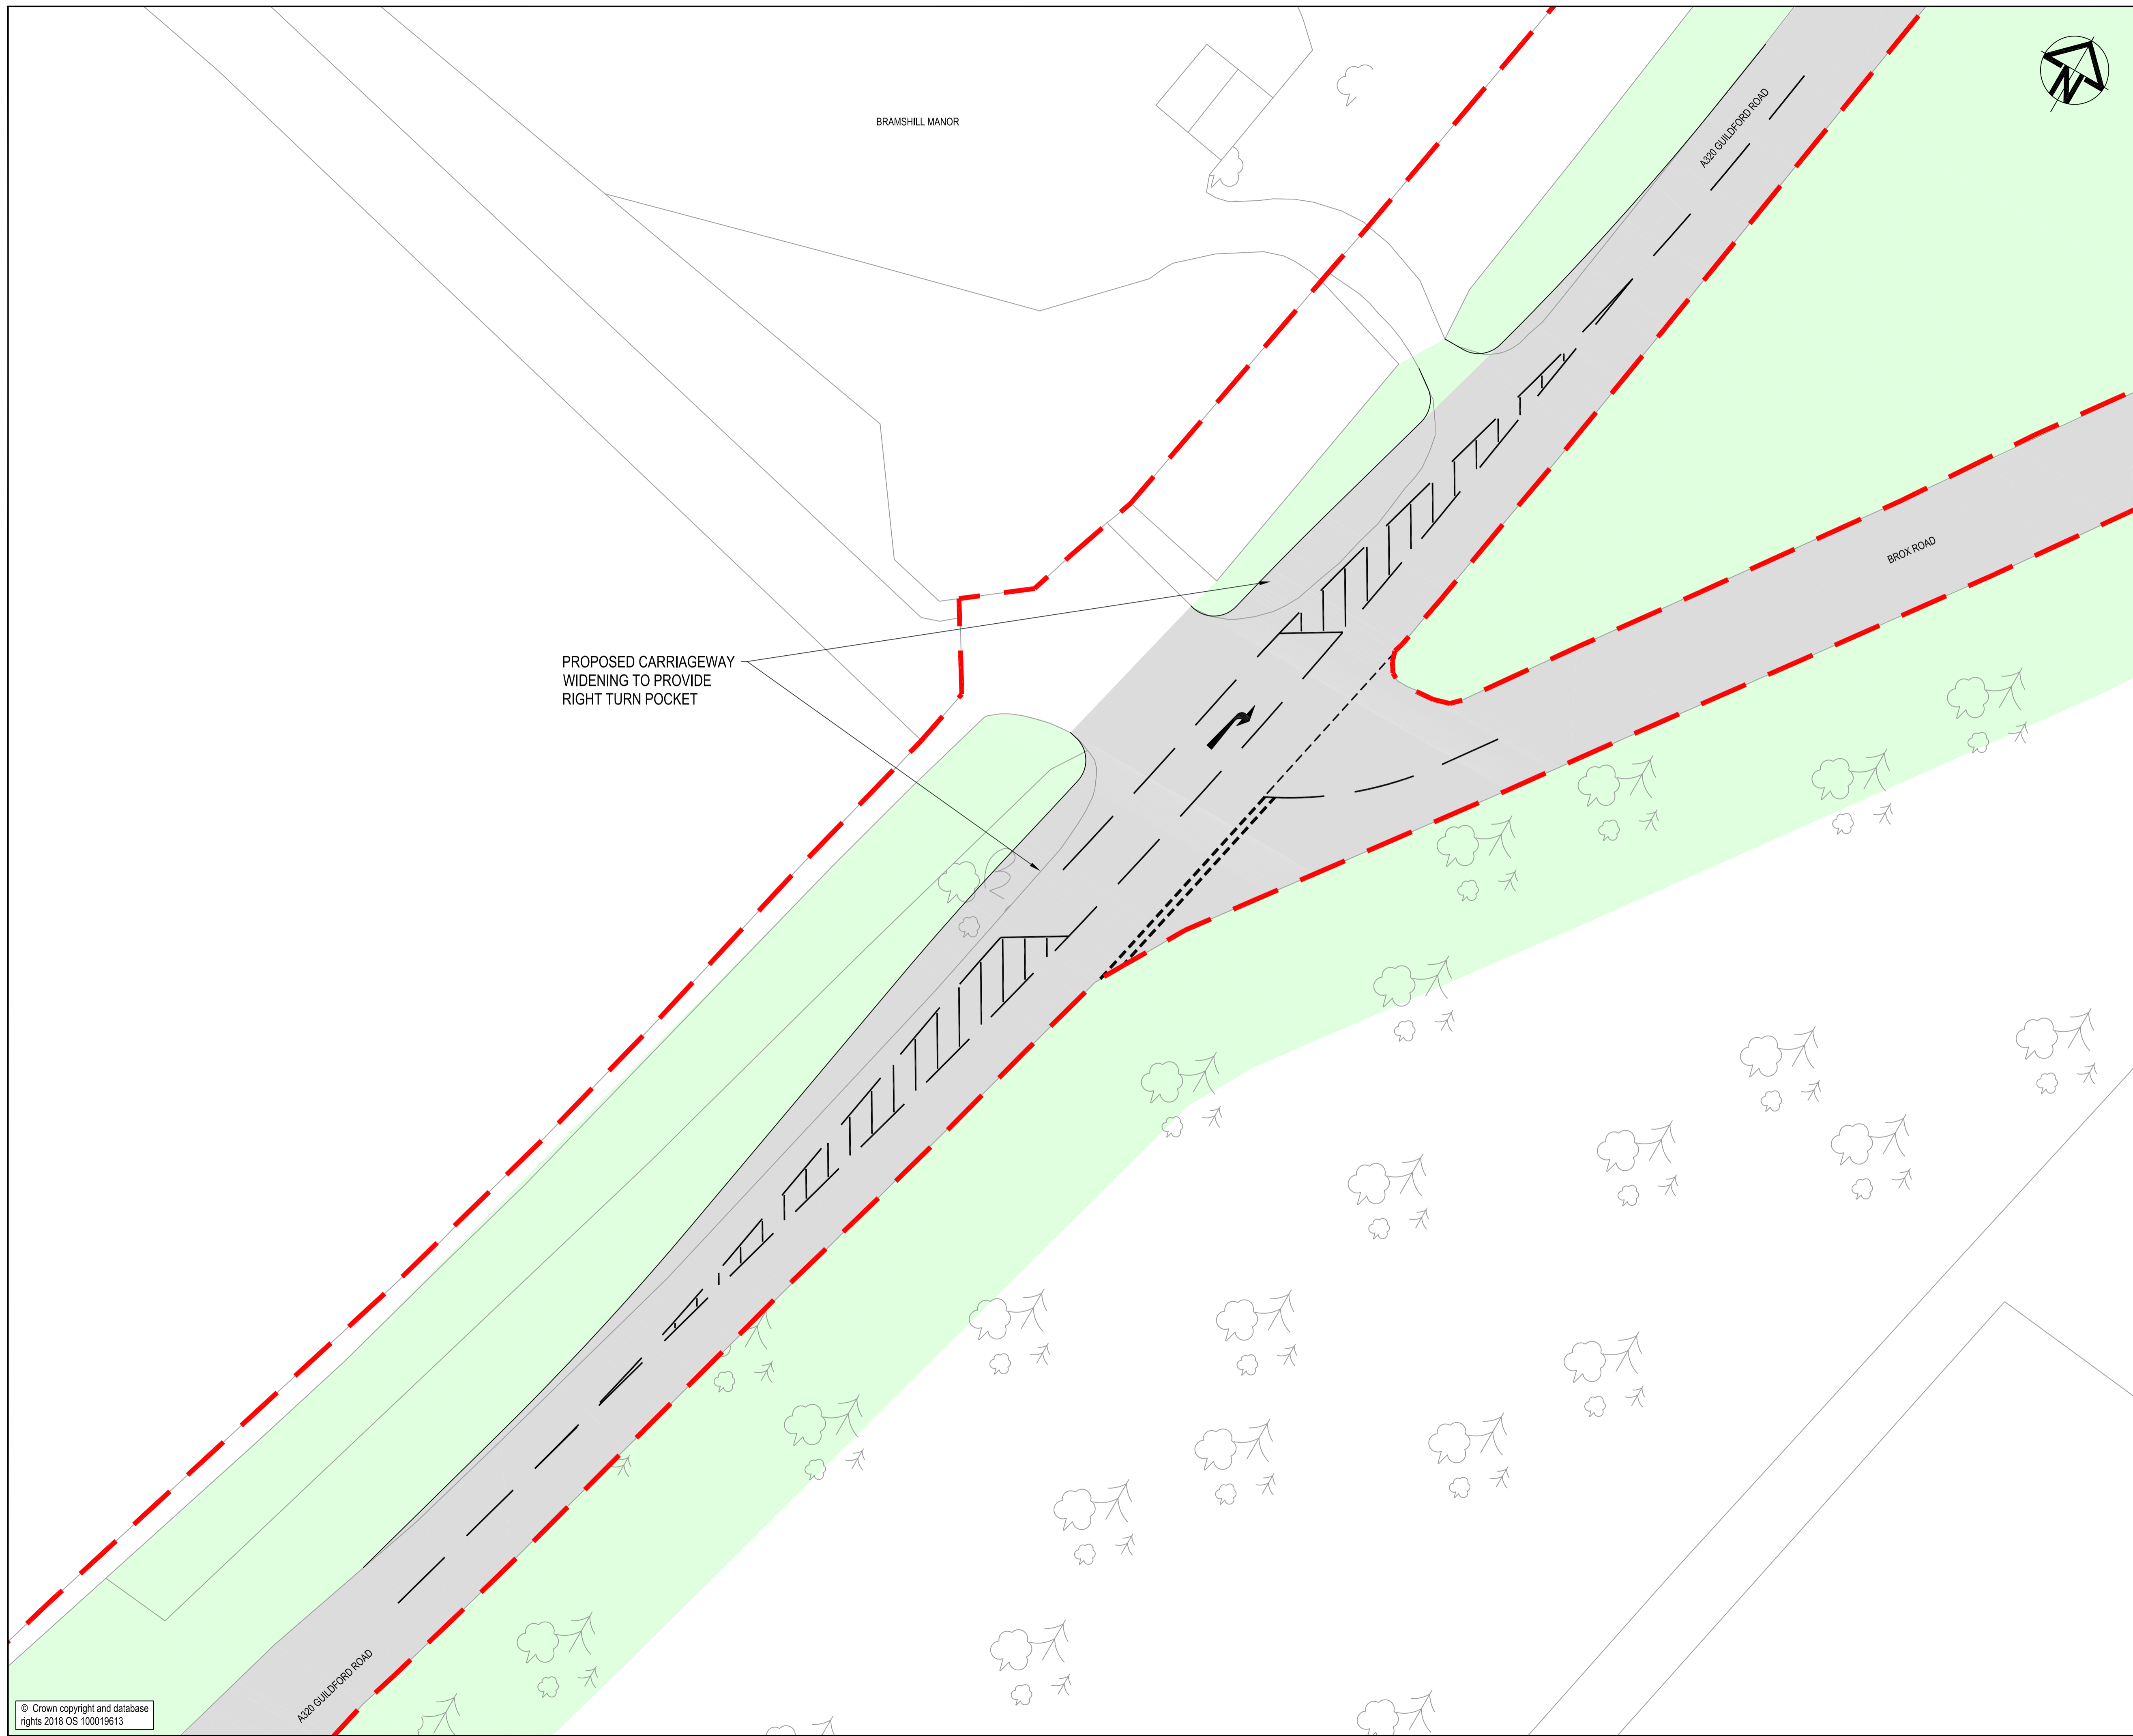 BRAMSHILL MANOR
A320 GUILDFORD ROAD
N
BROX ROAD
PROPOSED CARRIAGEWAY
WIDENING TO PROVIDE
RIGHT TURN POCKET
A320 GUILDFORD ROAD
© Crown copyright and database
rights 2018 OS 100019613